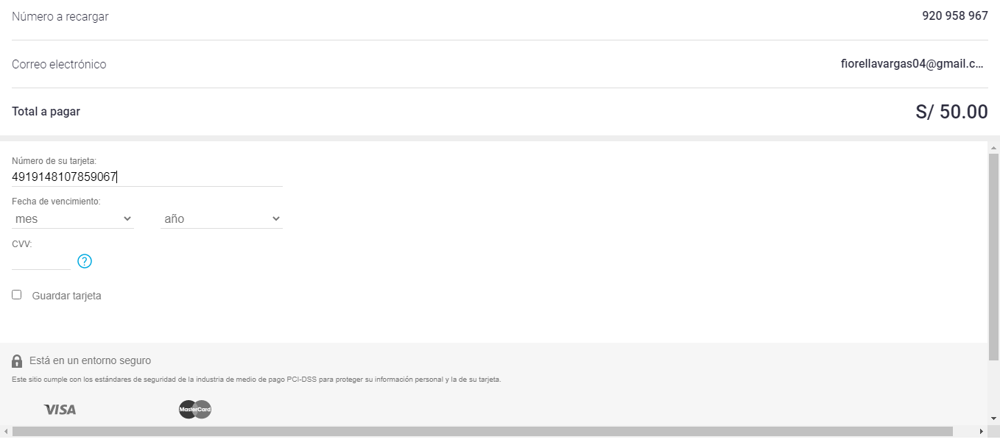 Número a recargar 920 958 967
Correo electrónico fiorellavargas04@gmail.c...
Total a pagar S/ 50.00
Número de su tarjeta:
4919148107859067
Fecha de vencimiento:
mes año
CVV:
?
Guardar tarjeta
Está en un entorno seguro
Este sitio cumple con los estándares de seguridad de la industria de medio de pago PCI-DSS para proteger su información personal y la de su tarjeta.
VISA MasterCard